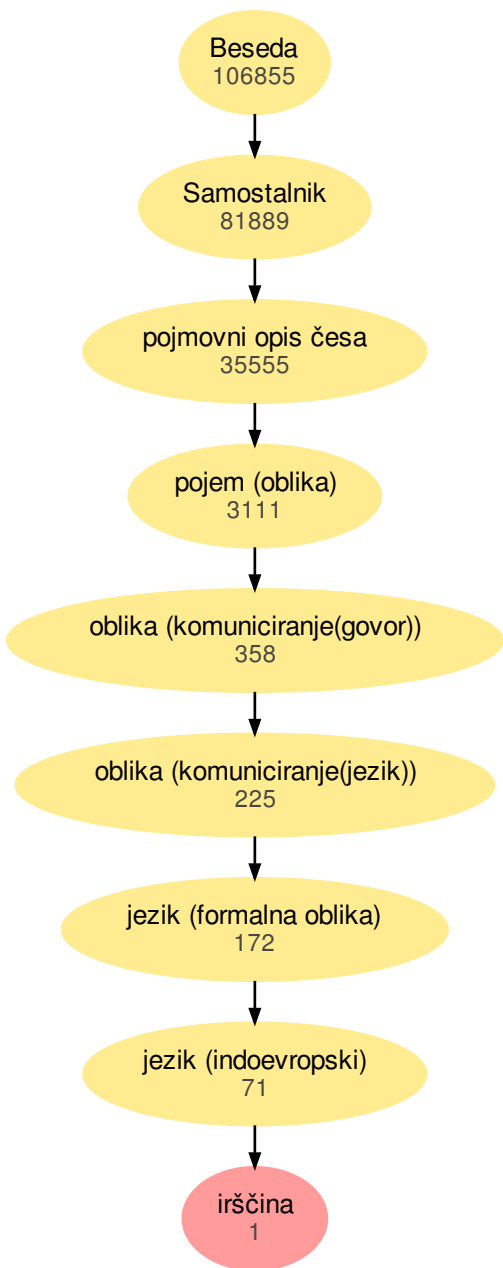 Beseda
106855
Samostalnik
81889
pojmovni opis česa
35555
pojem (oblika)
3111
oblika (komuniciranje(govor))
358
oblika (komuniciranje(jezik))
225
jezik (formalna oblika)
172
jezik (indoevropski)
71
irščina
1